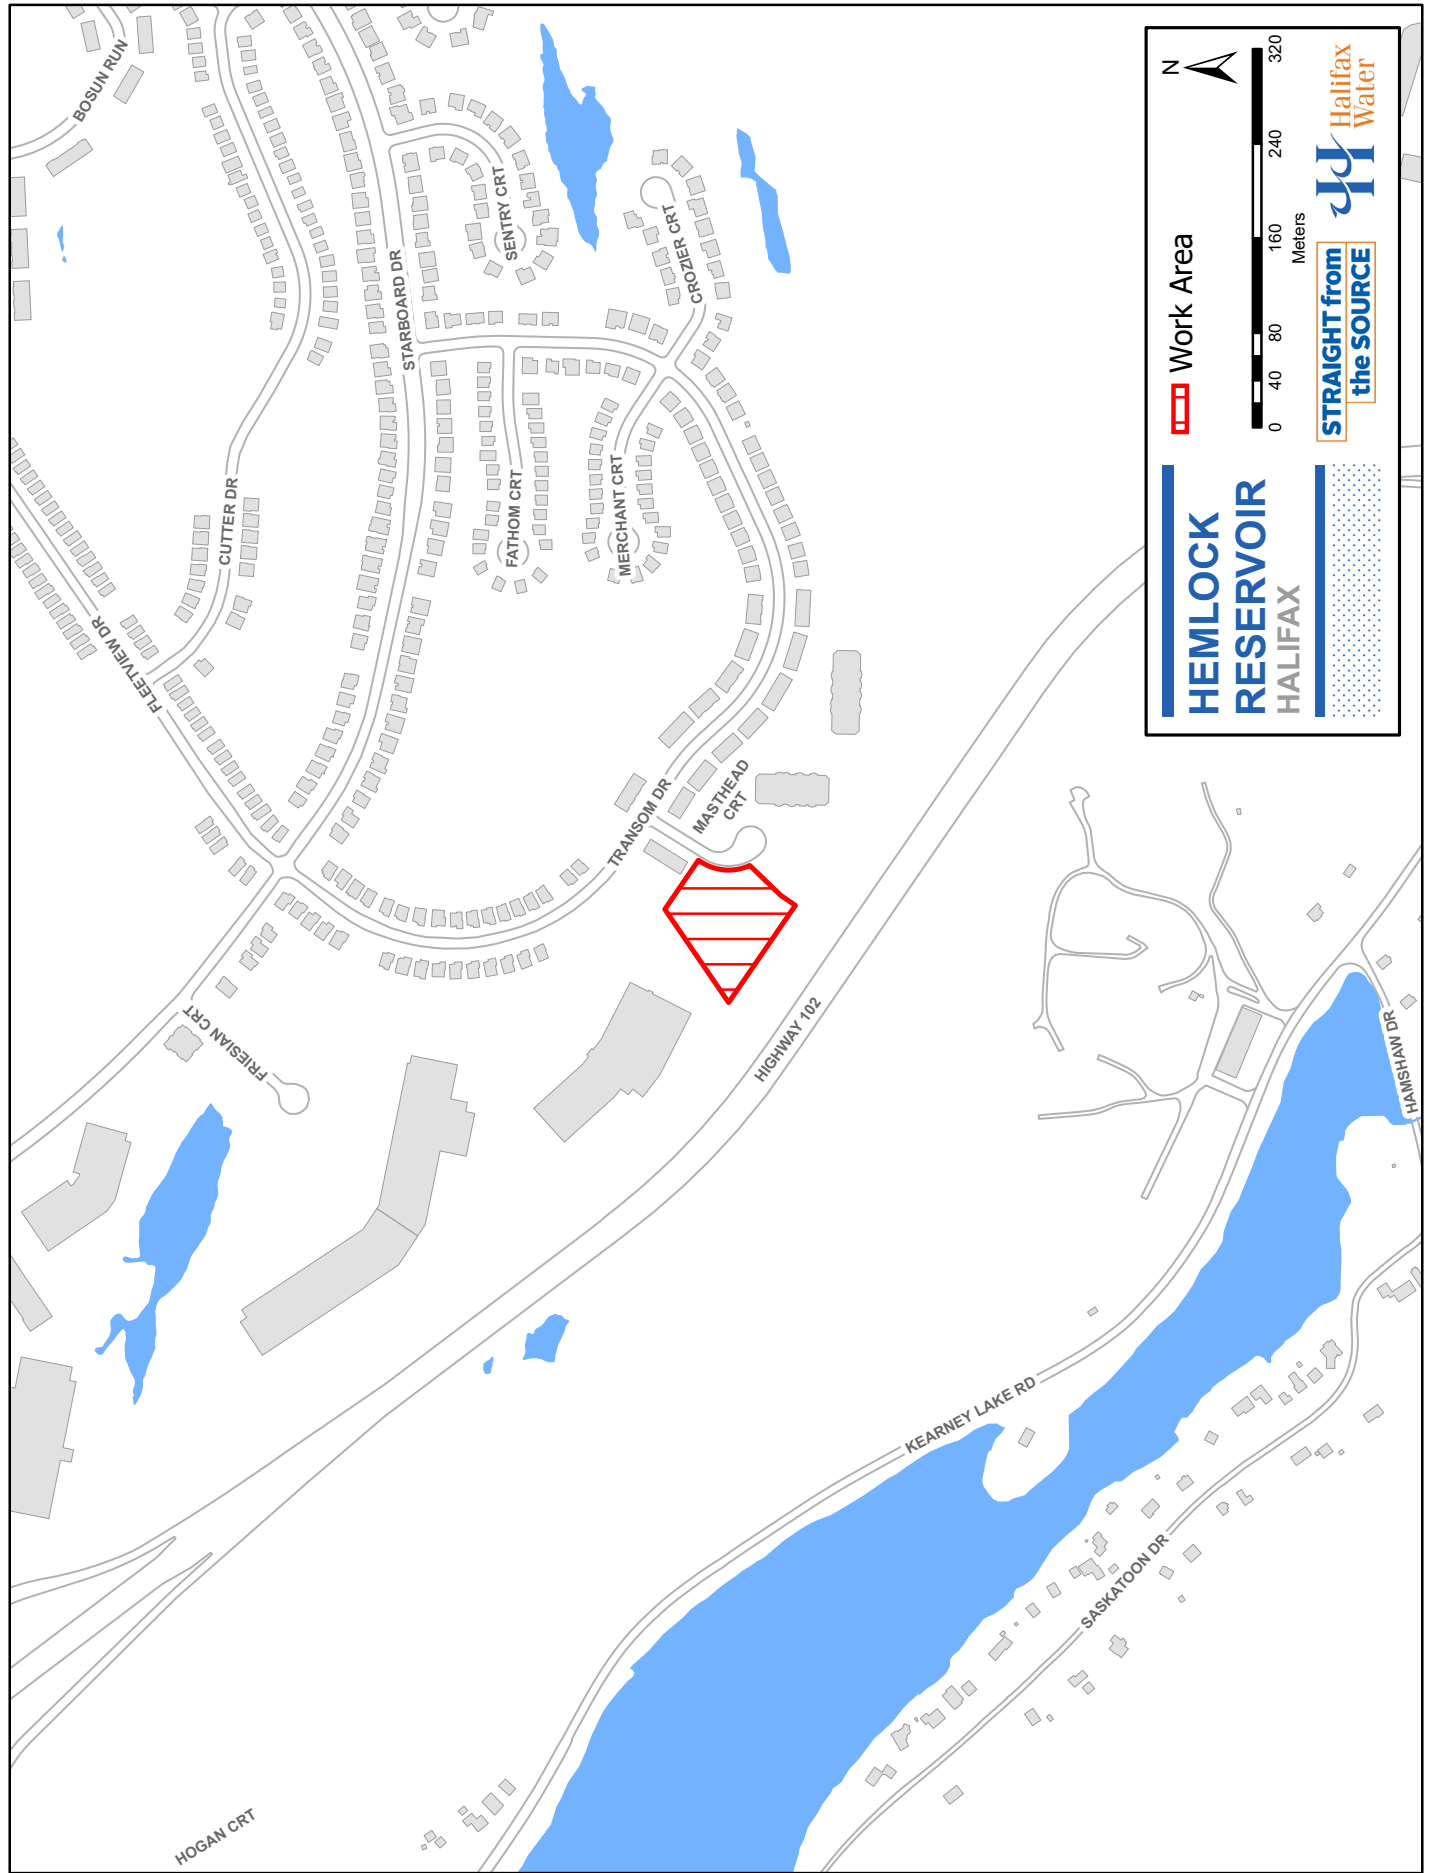 BOSUN RUN
SENTRY CRT
STARBOARD DR
CROZIER CRT
CUTTER DR
FATHOM CRT
MERCHANT CRT
FLEETVIEW DR
TRANSOM DR
MASTHEAD
CRT
FRIESIAN CRT
HIGHWAY 102
HAMSHAW DR
KEARNEY LAKE RD
SASKATOON DR
HOGAN CRT
HEMLOCK
RESERVOIR
HALIFAX
Work Area
N
0 40 80 160 240 320
Meters
STRAIGHT from
the SOURCE
Halifax
Water